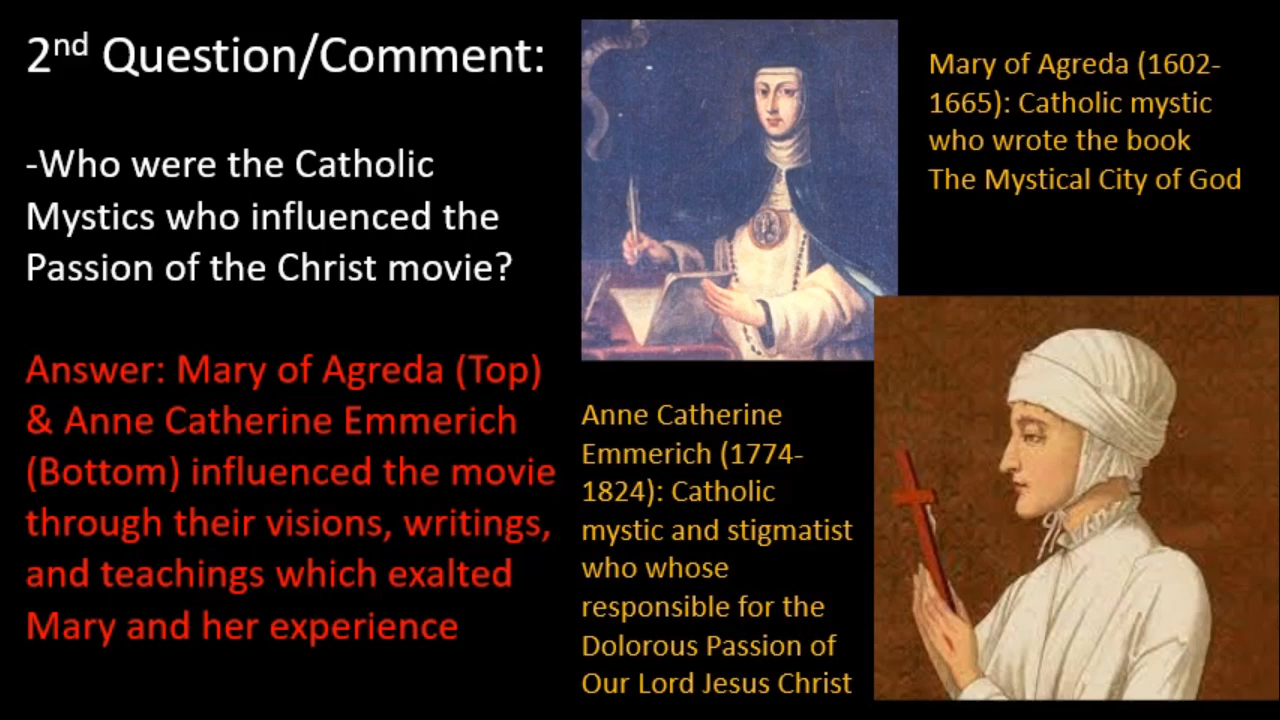 2nd Question/Comment:
-Who were the Catholic
Mystics who influenced the
Passion of the Christ movie?
Answer: Mary of Agreda (Top)
& Anne Catherine Emmerich
(Bottom) influenced the movie
through their visions, writings,
and teachings which exalted
Mary and her experience
Mary of Agreda (1602-
1665): Catholic mystic
who wrote the book
The Mystical City of God
Anne Catherine
Emmerich (1774-
1824): Catholic
mystic and stigmatist
who whose
responsible for the
Dolorous Passion of
Our Lord Jesus Christ